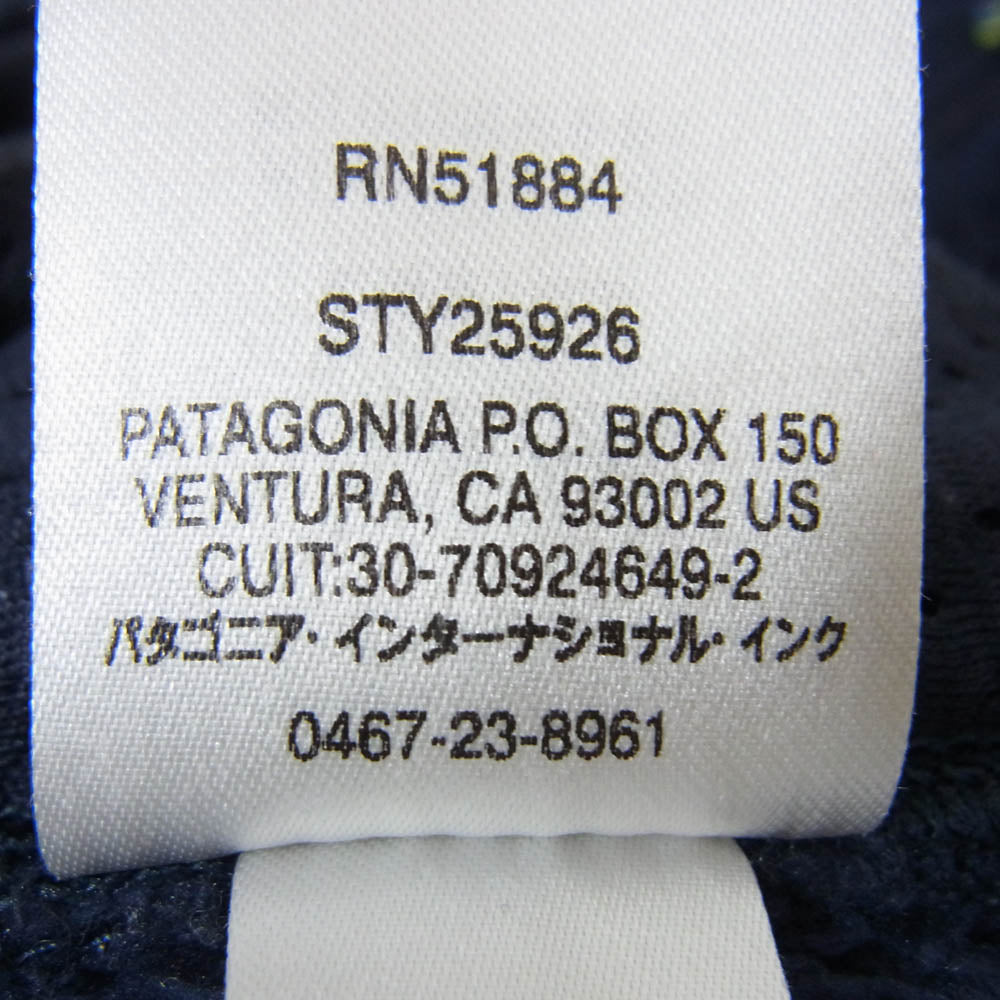 RN51884
STY25926
PATAGONIA P.O. BOX 150
VENTURA, CA 93002 US
CUIT:30-70924649-2
パタゴニア・インターナショナル・インク
0467-23-8961